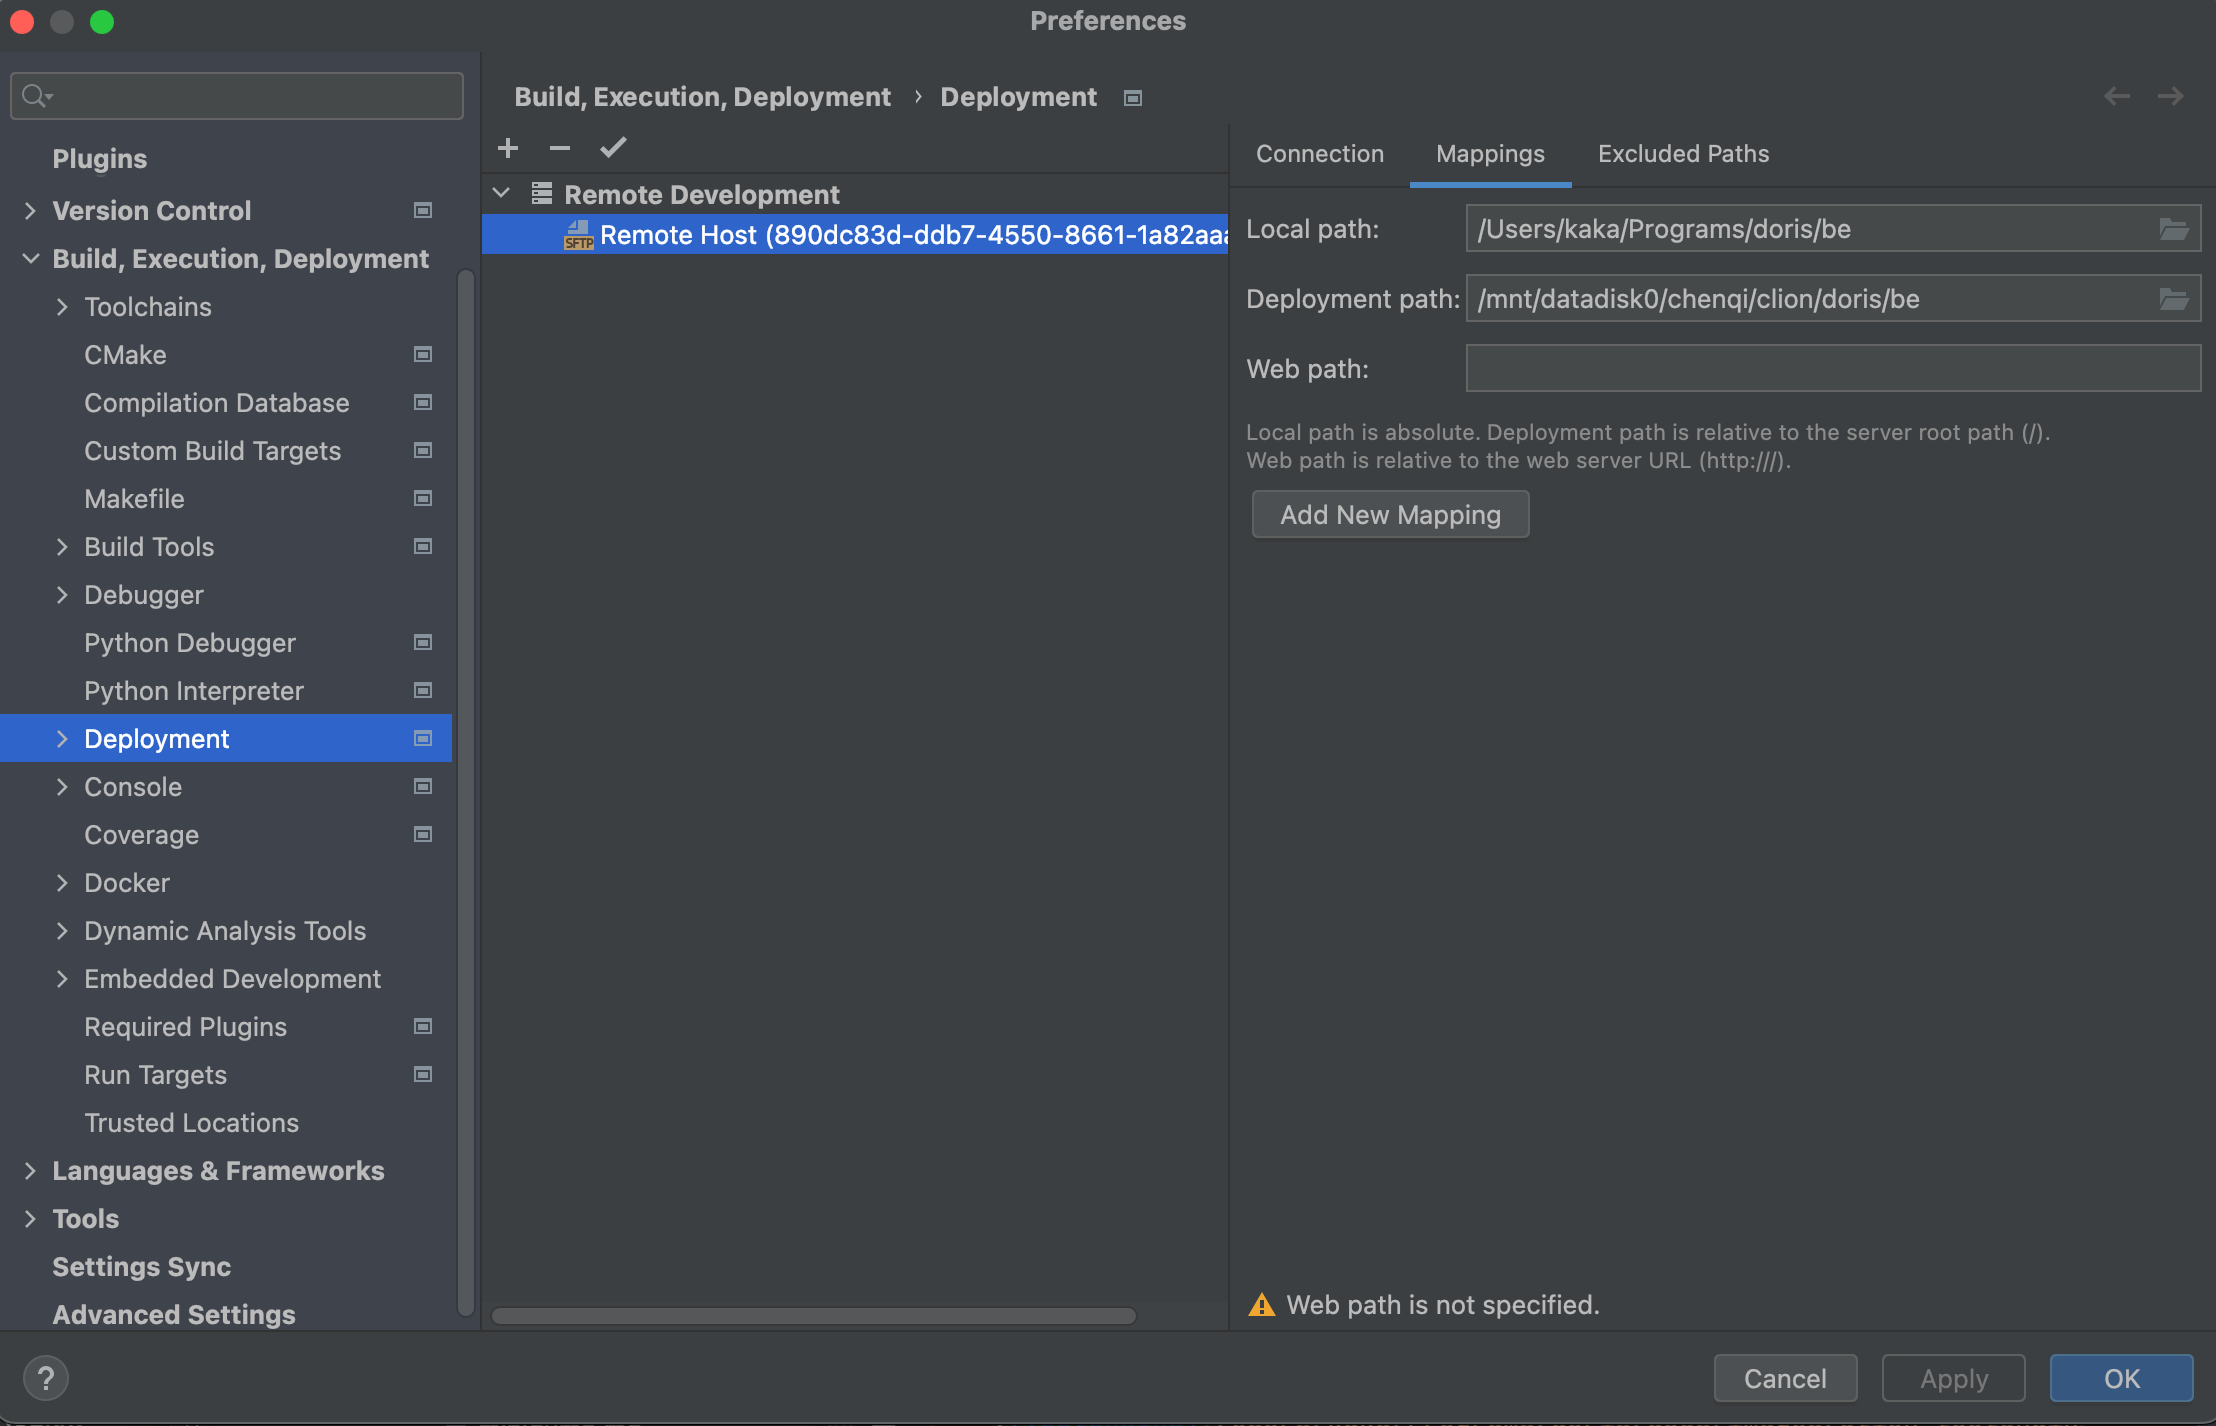 Preferences
Plugins
Version Control
Build, Execution, Deployment
Toolchains
CMake
Compilation Database
Custom Build Targets
Makefile
Build Tools
Debugger
Python Debugger
Python Interpreter
Deployment
Console
Coverage
Docker
Dynamic Analysis Tools
Embedded Development
Required Plugins
Run Targets
Trusted Locations
Languages & Frameworks
Tools
Settings Sync
Advanced Settings
Build, Execution, Deployment › Deployment
Remote Development
SFTP Remote Host (890dc83d-ddb7-4550-8661-1a82aaa
Connection Mappings Excluded Paths
Local path: /Users/kaka/Programs/doris/be
Deployment path: /mnt/datadisk0/chenqi/clion/doris/be
Web path:
Local path is absolute. Deployment path is relative to the server root path (/).
Web path is relative to the web server URL (http:///).
Add New Mapping
Web path is not specified.
? Cancel Apply OK